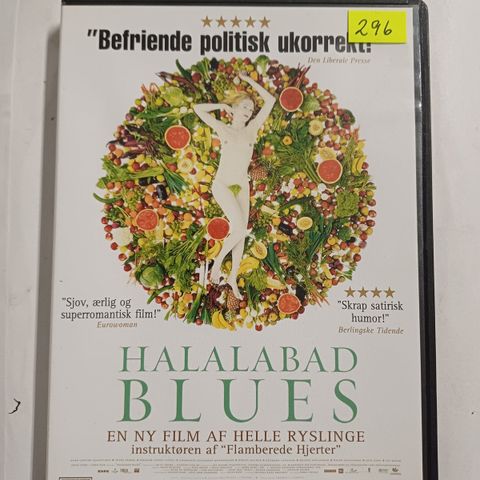 "Befriende politisk ukorrekt!
296
Den Liberale Presse
"Sjov, ærlig og
superromantisk film!"
Eurowoman
"Skrap satirisk
humor!"
Berlingske Tidende
HALALABAD
BLUES
EN NY FILM AF HELLE RYSLINGE
instruktøren af "Flamberede Hjerter"